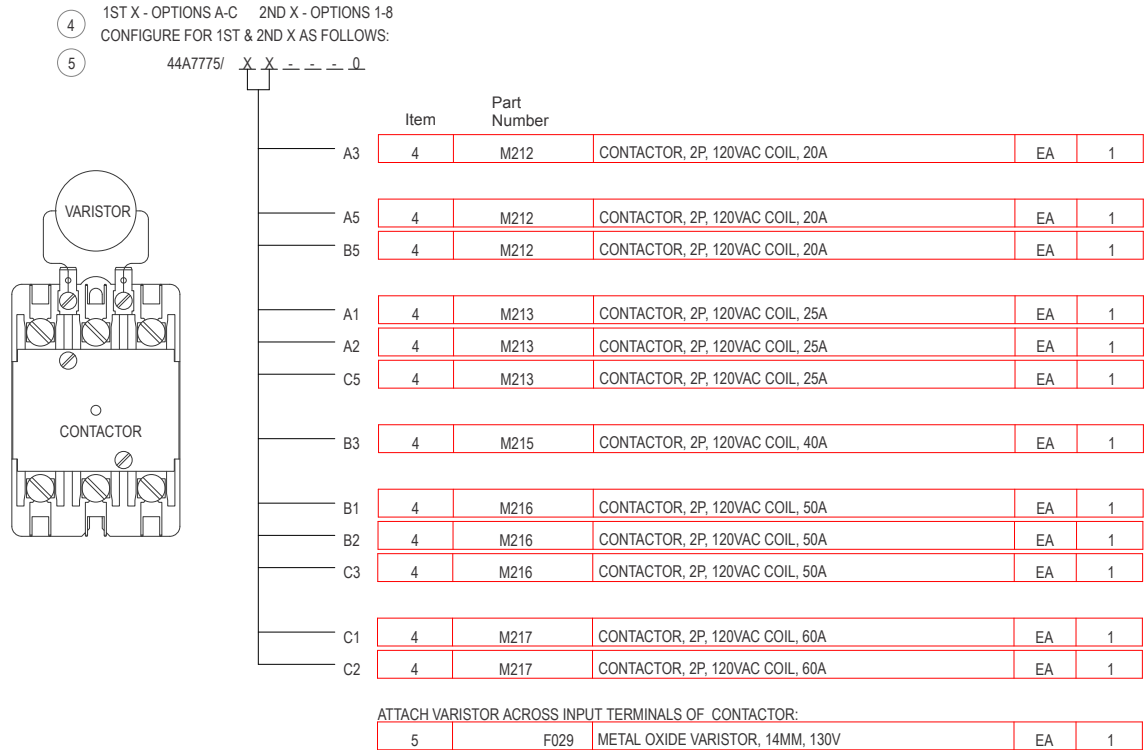 4 1ST X - OPTIONS A-C 2ND X - OPTIONS 1-8
CONFIGURE FOR 1ST & 2ND X AS FOLLOWS:
5 44A7775/ X X - - - 0
Item Part Number
A3 4 M212 CONTACTOR, 2P, 120VAC COIL, 20A EA 1
VARISTOR
A5 4 M212 CONTACTOR, 2P, 120VAC COIL, 20A EA 1
B5 4 M212 CONTACTOR, 2P, 120VAC COIL, 20A EA 1
A1 4 M213 CONTACTOR, 2P, 120VAC COIL, 25A EA 1
A2 4 M213 CONTACTOR, 2P, 120VAC COIL, 25A EA 1
C5 4 M213 CONTACTOR, 2P, 120VAC COIL, 25A EA 1
CONTACTOR
B3 4 M215 CONTACTOR, 2P, 120VAC COIL, 40A EA 1
B1 4 M216 CONTACTOR, 2P, 120VAC COIL, 50A EA 1
B2 4 M216 CONTACTOR, 2P, 120VAC COIL, 50A EA 1
C3 4 M216 CONTACTOR, 2P, 120VAC COIL, 50A EA 1
C1 4 M217 CONTACTOR, 2P, 120VAC COIL, 60A EA 1
C2 4 M217 CONTACTOR, 2P, 120VAC COIL, 60A EA 1
ATTACH VARISTOR ACROSS INPUT TERMINALS OF CONTACTOR:
5 F029 METAL OXIDE VARISTOR, 14MM, 130V EA 1